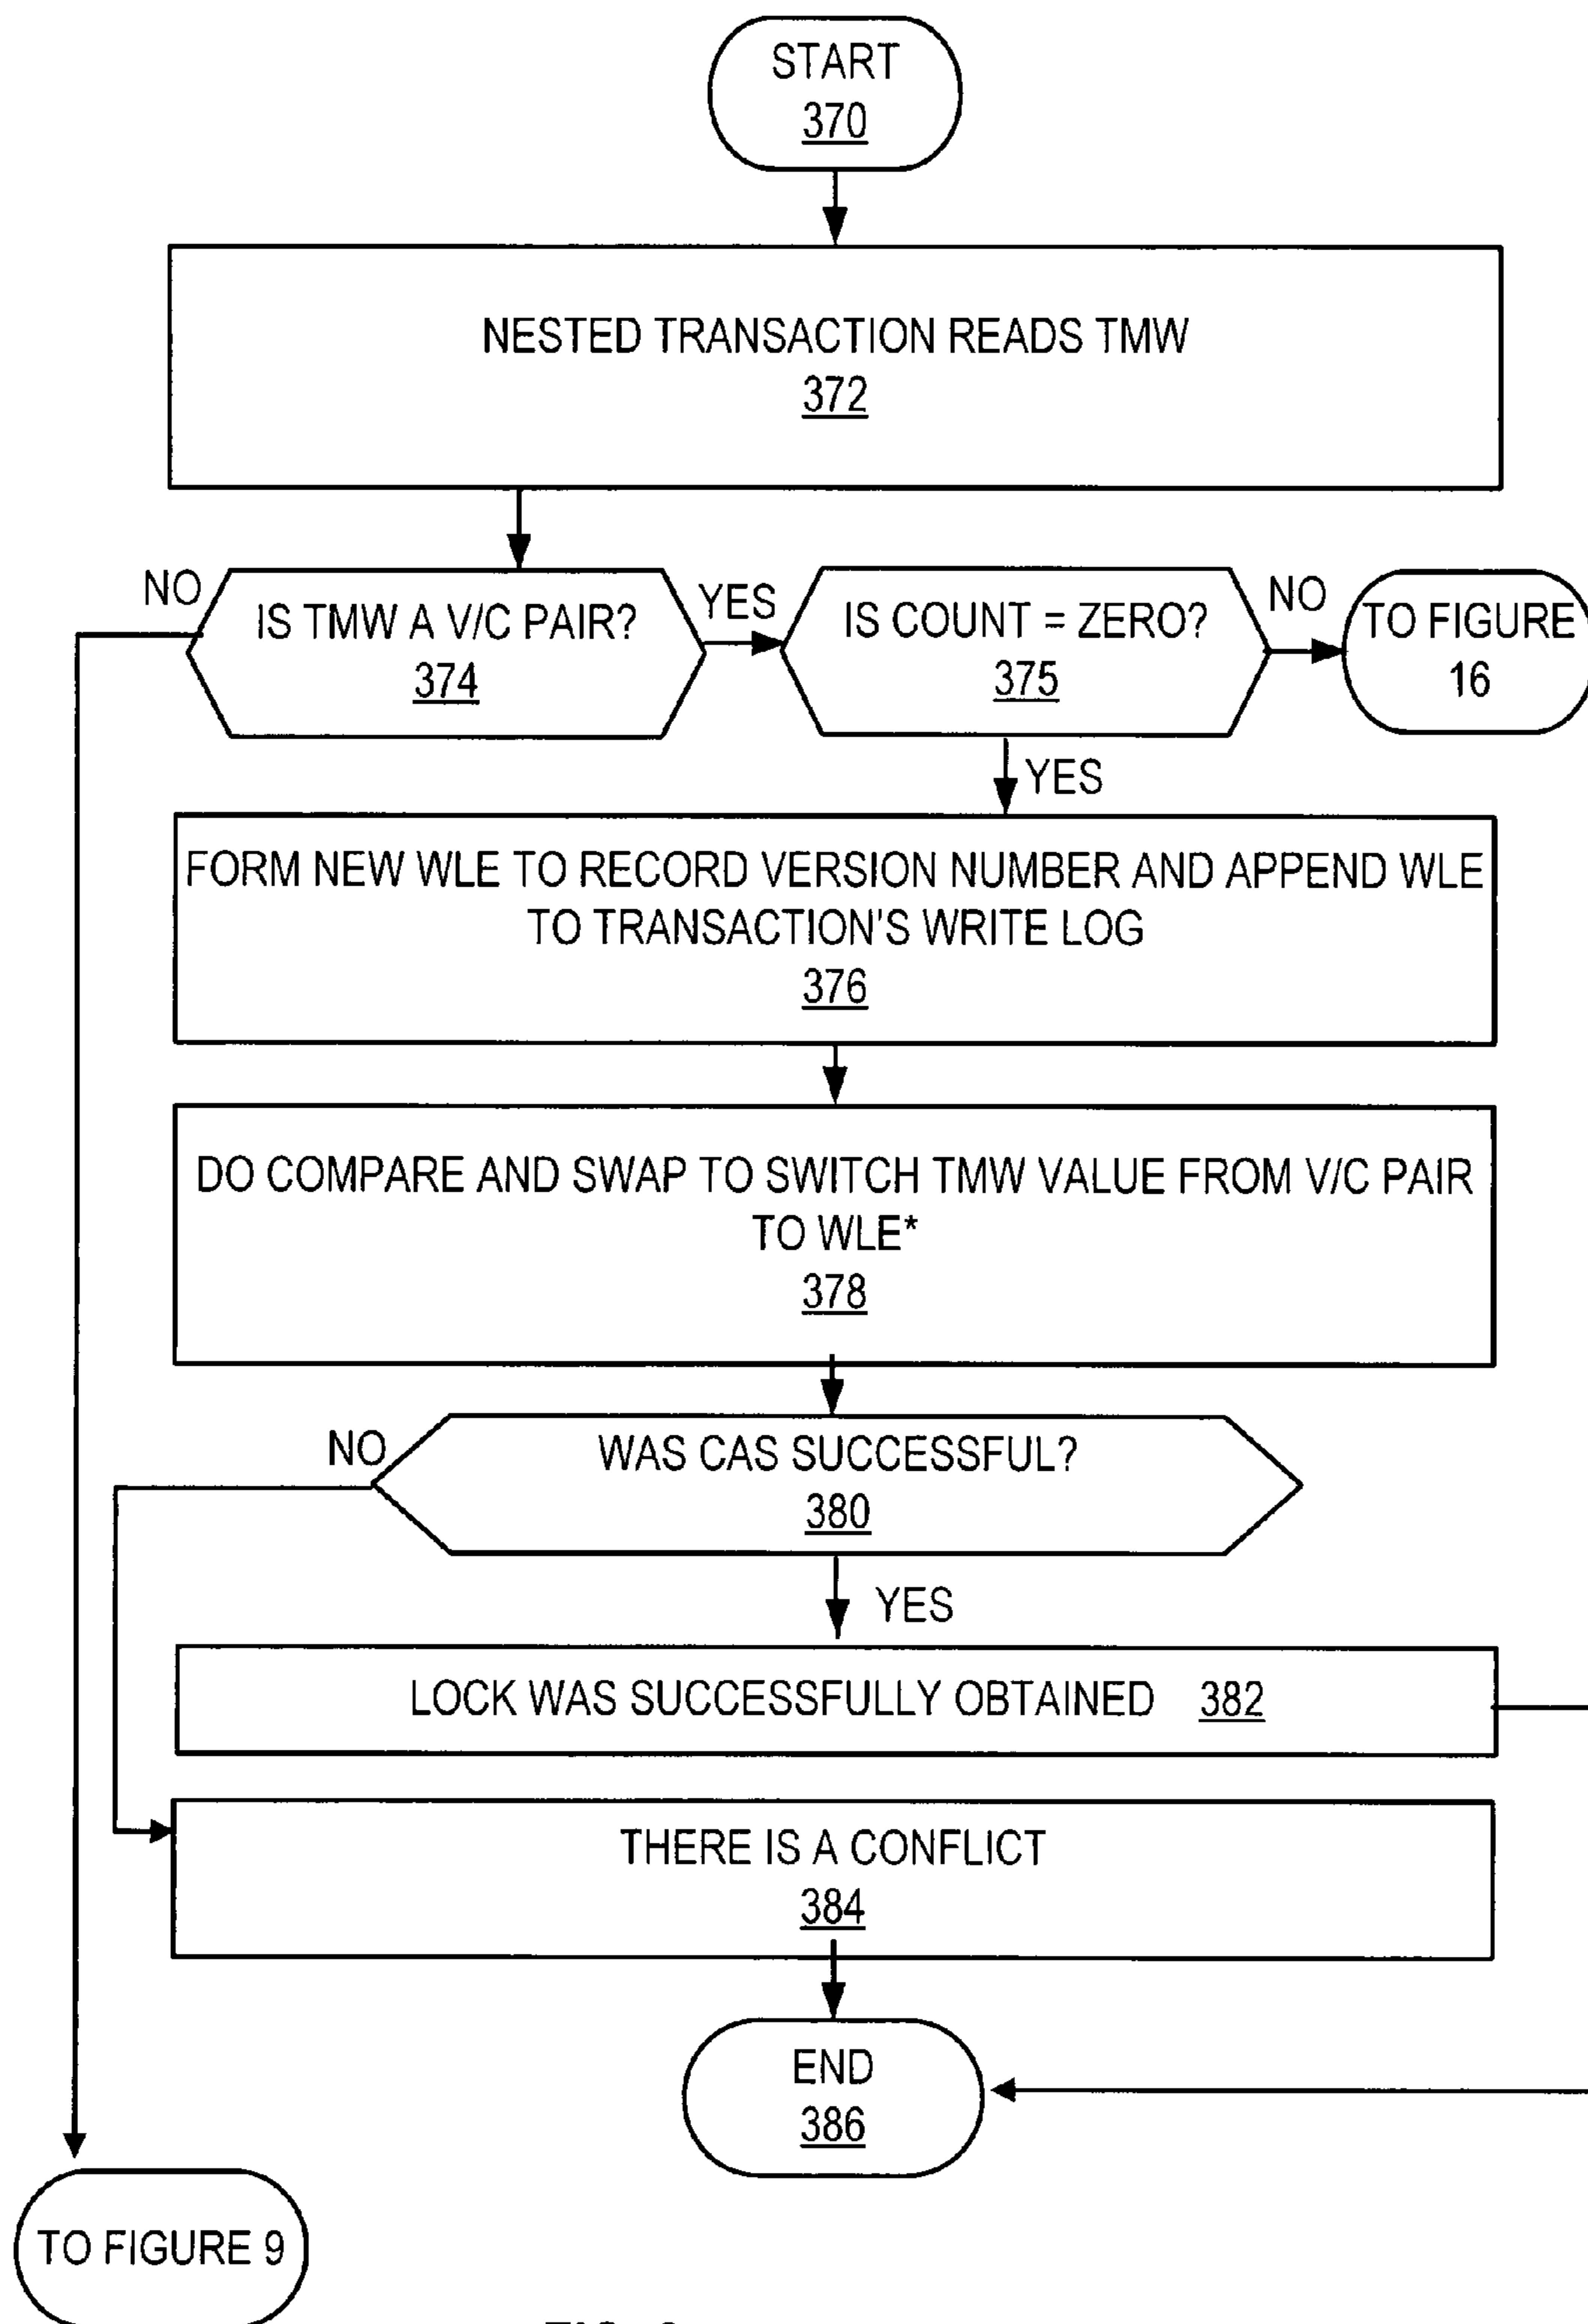 START
370
NESTED TRANSACTION READS TMW
372
NO
IS TMW A V/C PAIR?
374
YES
IS COUNT = ZERO?
375
NO
TO FIGURE
16
YES
FORM NEW WLE TO RECORD VERSION NUMBER AND APPEND WLE
TO TRANSACTION'S WRITE LOG
376
DO COMPARE AND SWAP TO SWITCH TMW VALUE FROM V/C PAIR
TO WLE*
378
NO
WAS CAS SUCCESSFUL?
380
YES
LOCK WAS SUCCESSFULLY OBTAINED 382
THERE IS A CONFLICT
384
END
386
TO FIGURE 9